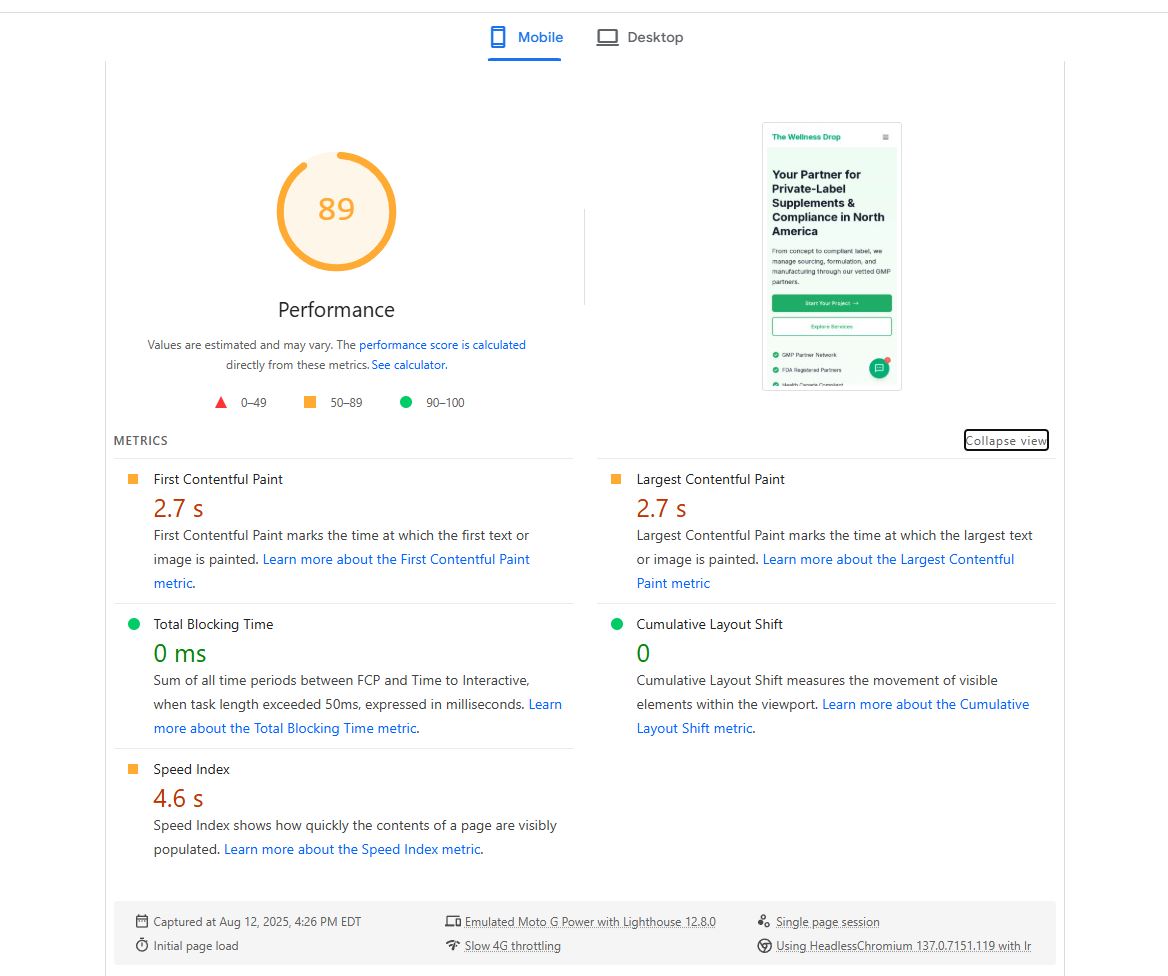 Mobile
Desktop
The Wellness Drop
Your Partner for
Private-Label
Supplements &
Compliance in North
America
From concept to compliant label, we
manage sourcing, formulation, and
manufacturing through our vetted GMP
partners.
Start Your Project →
Explore Services
GMP Partner Network
FDA Registered Partners
Health Canada Compliant
89
Performance
Values are estimated and may vary. The performance score is calculated
directly from these metrics. See calculator.
0–49
50–89
90–100
METRICS
Collapse view
First Contentful Paint
2.7 s
First Contentful Paint marks the time at which the first text or
image is painted. Learn more about the First Contentful Paint
metric.
Largest Contentful Paint
2.7 s
Largest Contentful Paint marks the time at which the largest text
or image is painted. Learn more about the Largest Contentful
Paint metric
Total Blocking Time
0 ms
Sum of all time periods between FCP and Time to Interactive,
when task length exceeded 50ms, expressed in milliseconds. Learn
more about the Total Blocking Time metric.
Cumulative Layout Shift
0
Cumulative Layout Shift measures the movement of visible
elements within the viewport. Learn more about the Cumulative
Layout Shift metric.
Speed Index
4.6 s
Speed Index shows how quickly the contents of a page are visibly
populated. Learn more about the Speed Index metric.
Captured at Aug 12, 2025, 4:26 PM EDT
Emulated Moto G Power with Lighthouse 12.8.0
Single page session
Initial page load
Slow 4G throttling
Using HeadlessChromium 137.0.7151.119 with lr